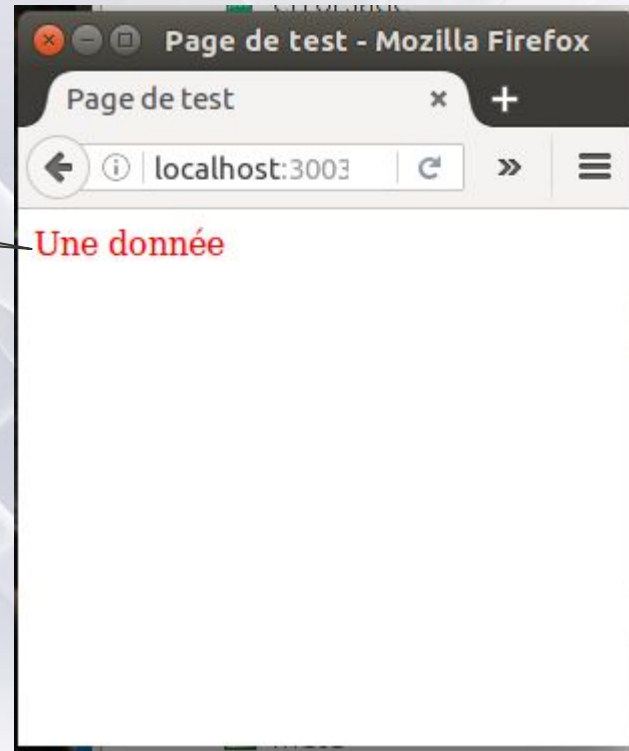 Page de test - Mozilla Firefox
Page de test
localhost:3003
Une donnée